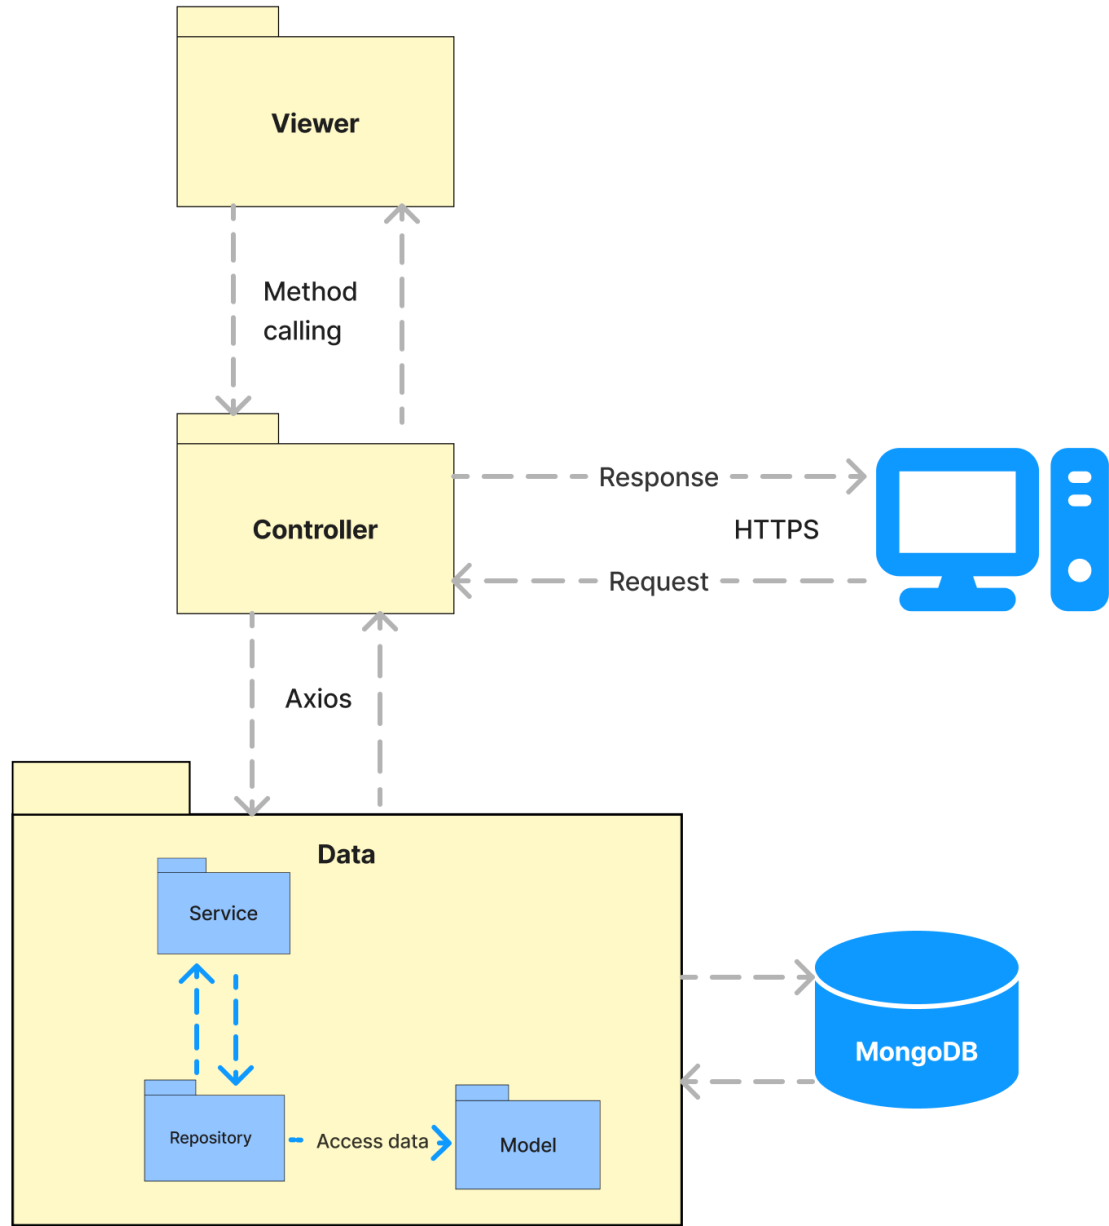 Viewer
Method
calling
Controller
Response
HTTPS
Request
Axios
Data
Service
Repository
Access data
Model
MongoDB